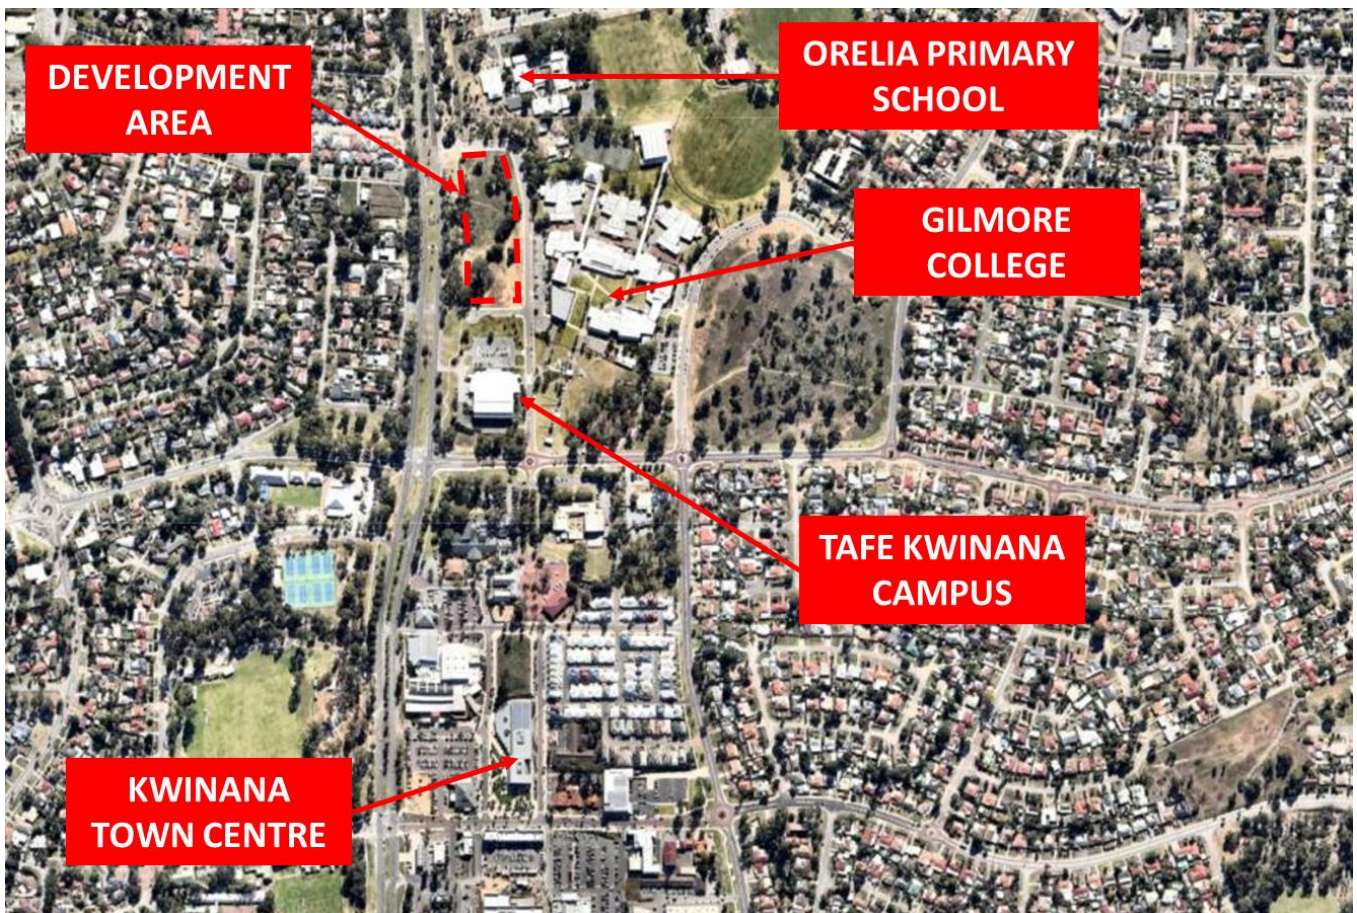 DEVELOPMENT
AREA
ORELIA PRIMARY
SCHOOL
GILMORE
COLLEGE
TAFE KWINANA
CAMPUS
KWINANA
TOWN CENTRE